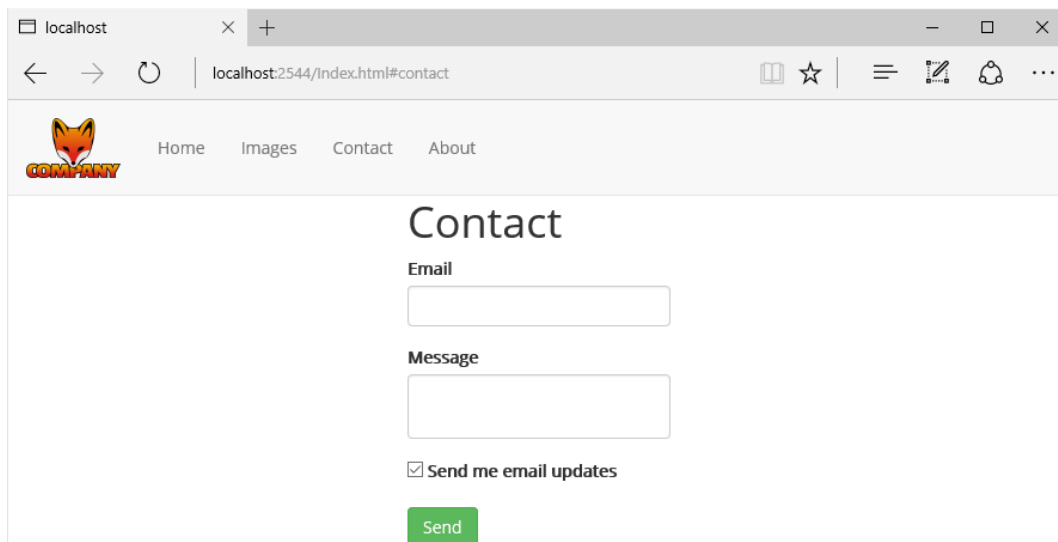 localhost
localhost:2544/Index.html#contact
COMPANY
Home Images Contact About
Contact
Email
Message
Send me email updates
Send